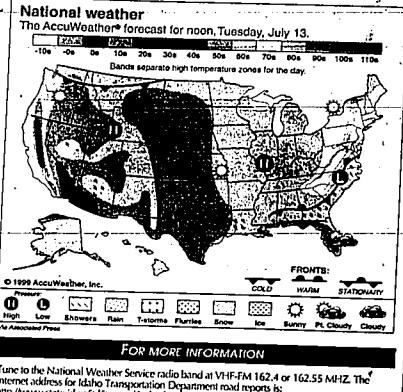 National weather
The AccuWeather® forecast for noon, Tuesday, July 13.
-10s -0s 0s 10s 20s 30s 40s 50s 60s 70s 80s 90s 100s 110s
Bands separate high temperature zones for the day.
H
H
L
© 1999 AccuWeather, Inc.
FRONTS:
COLD WARM STATIONARY
Pressure:
H L
High Low Showers Rain T-storms Flurries Snow Ice Sunny Pt. Cloudy Cloudy
Via Associated Press
FOR MORE INFORMATION
Tune to the National Weather Service radio band at VHF-FM 162.4 or 162.55 MHZ. The
internet address for Idaho Transportation Department road reports is: